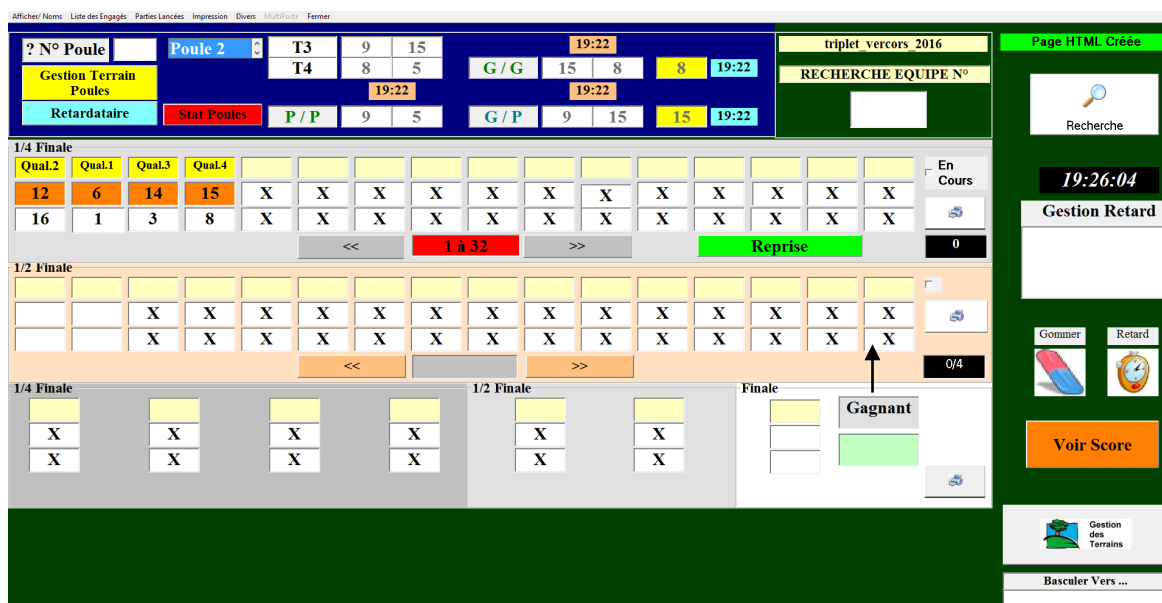 Afficher/ Noms Liste des Engagés Parties Lancées Impression Divers MultiPoste Fermer
? N° Poule Poule 2 T3 9 15 19:22 triplet_vercors_2016 Page HTML Créée
Gestion Terrain Poules T4 8 5 G / G 15 8 8 19:22 RECHERCHE EQUIPE N°
19:22 19:22
Retardataire Stat Poules P / P 9 5 G / P 9 15 15 19:22
Recherche
1/4 Finale
Qual.2 Qual.1 Qual.3 Qual.4 En Cours
12 6 14 15 X X X X X X X X X X X X
16 1 3 8 X X X X X X X X X X X X
<< 1 à 32 >> Reprise 0
19:26:04
Gestion Retard
1/2 Finale
X X X X X X X X X X X X X X
X X X X X X X X X X X X X X
<< >> 0/4
Gommer Retard
1/4 Finale 1/2 Finale Finale
Gagnant
X X X X X X
X X X X X X
Voir Score
Gestion
des
Terrains
Basculer Vers ...